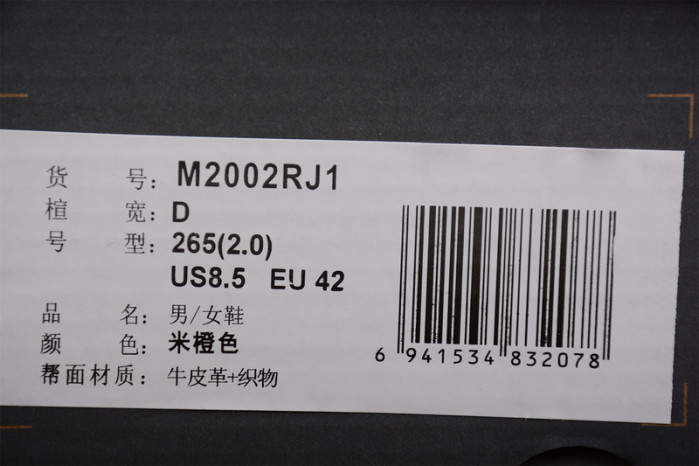 货 号: M2002RJ1
楦 宽: D
号 型: 265(2.0)
US8.5 EU 42
品 名: 男/女鞋
颜 色: 米橙色
帮面材质: 牛皮革+织物
6 941534 832078